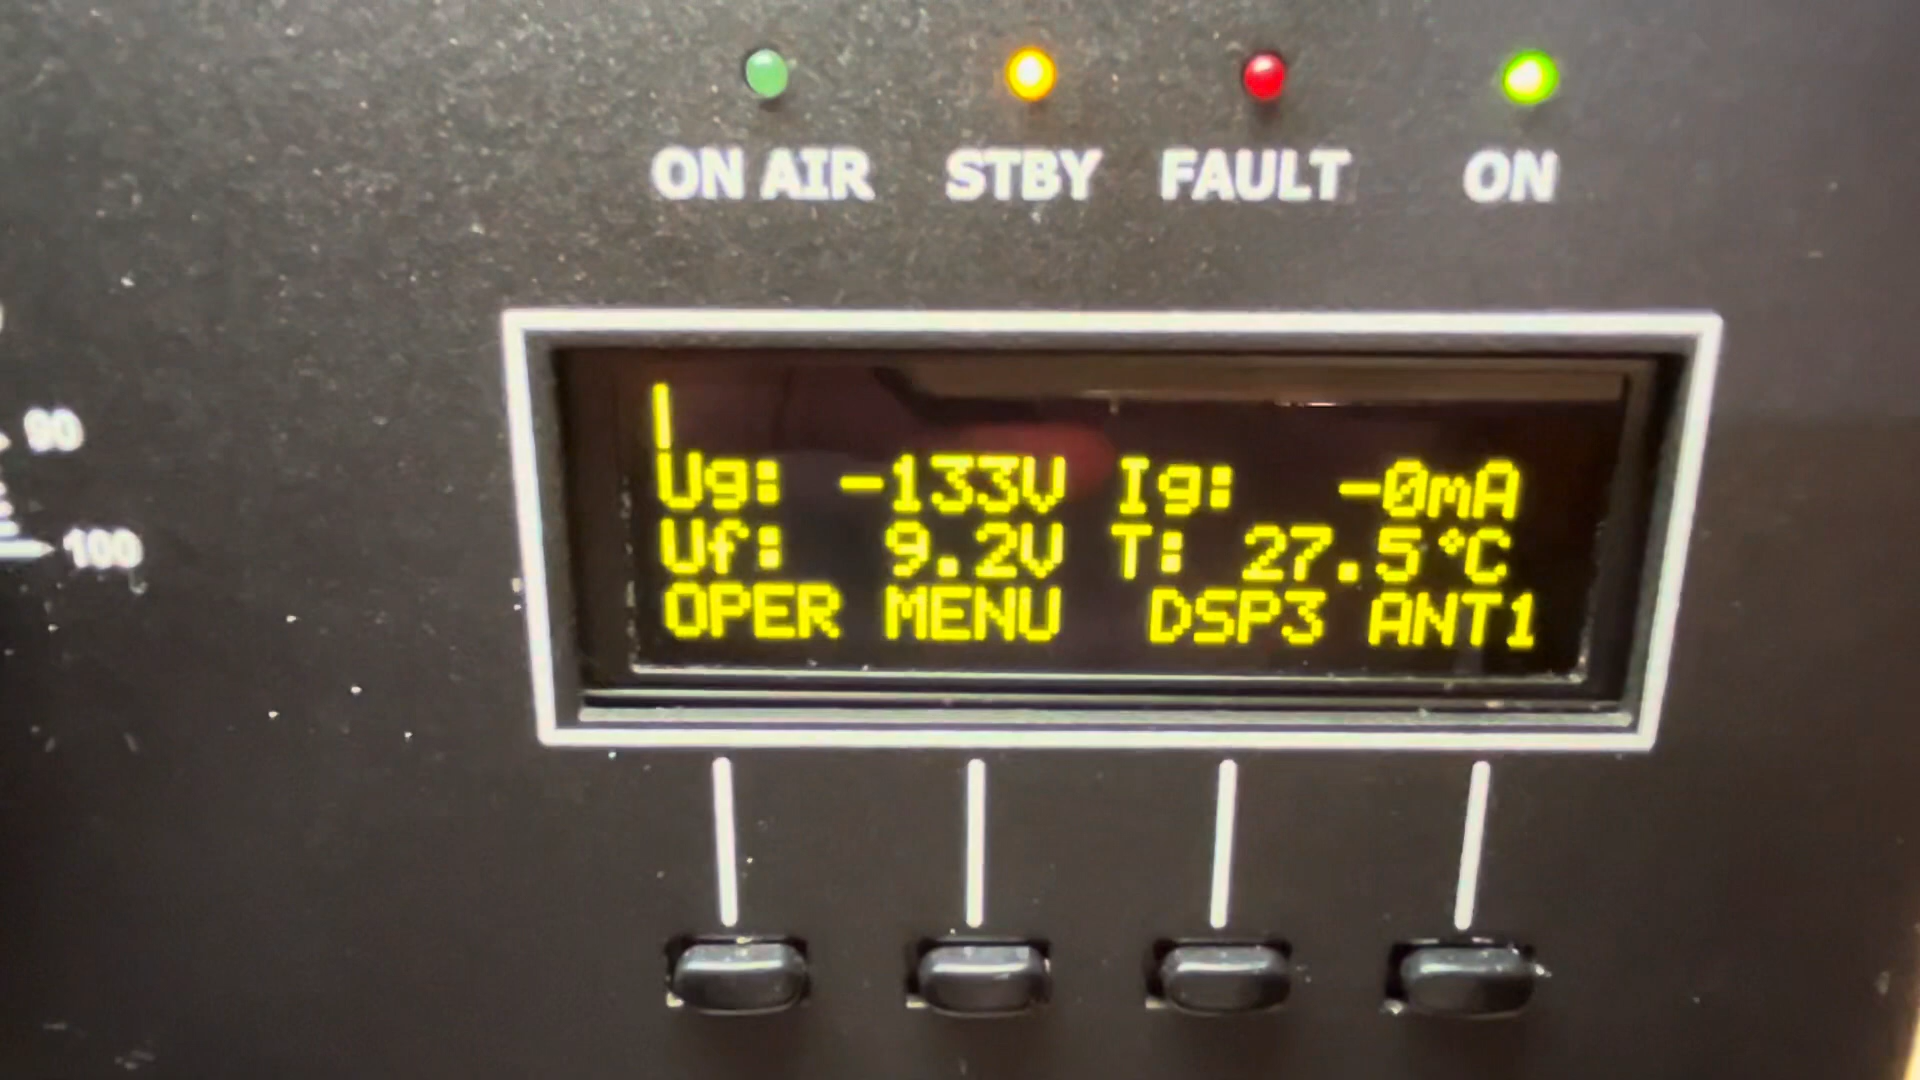 ON AIR STBY FAULT ON
90
100
Ug: -133V Ig: -0mA
Uf: 9.2V T: 27.5°C
OPER MENU DSP3 ANT1